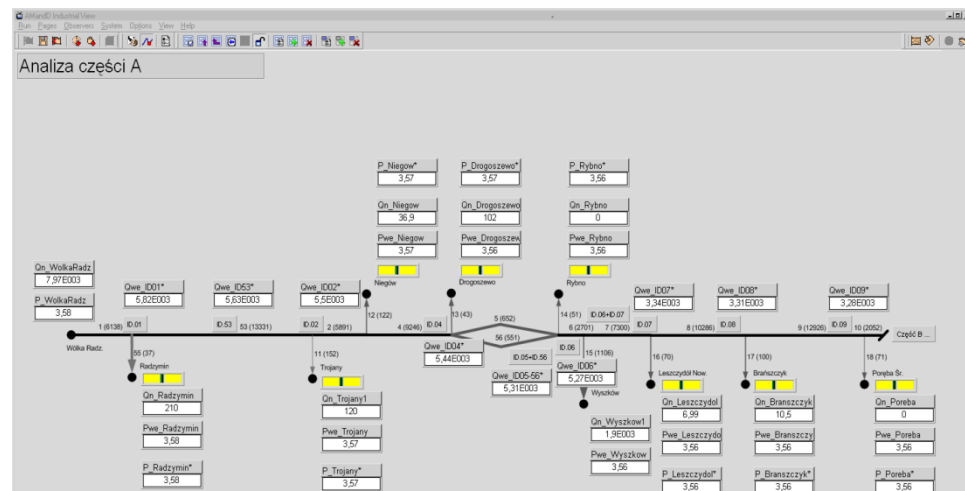 AMandD Industrial View
Run Pages Observers System Options View Help
Analiza części A
P_Niegow* P_Drogoszewo* P_Rybno*
3,57 3,57 3,56
Qn_Niegow Qn_Drogoszewo Qn_Rybno
36,9 102 0
Pwe_Niegow Pwe_Drogoszew Pwe_Rybno
3,57 3,56 3,56
Niegów Drogoszewo Rybno
Qn_WolkaRadz
7,97E003
Qwe_ID01* Qwe_ID53* Qwe_ID02* Qwe_ID07* Qwe_ID08* Qwe_ID09*
5,82E003 5,63E003 5,5E003 3,34E003 3,31E003 3,28E003
P_WolkaRadz
3,58
12 (122) 13 (43) 5 (652) 14 (51) ID.06+ID.07
1 (6138) ID.01 ID.53 53 (13331) ID.02 2 (5891) 4 (9246) ID.04 6 (2701) 7 (7300) ID.07 8 (10286) ID.08 9 (12926) ID.09 10 (2052)
56 (551)
Część B ...
Wólka Radz.
Qwe_ID04*
5,44E003
ID.06
ID.05+ID.56
55 (37) 11 (152) 15 (1106) 16 (70) 17 (100) 18 (71)
Qwe_ID05-56*
5,31E003
Qwe_ID06*
5,27E003
Radzymin Trojany Wyszków Leszczydół Now. Brańszczyk Poręba Śr.
Qn_Radzymin Qn_Trojany1 Qn_Leszczydol Qn_Branszczyk Qn_Poreba
210 120 6,99 10,5 0
Qn_Wyszkow1
1,9E003
Pwe_Radzymin Pwe_Trojany Pwe_Leszczydo Pwe_Branszczy Pwe_Poreba
3,58 3,57 3,56 3,56 3,56
Pwe_Wyszkow
3,56
P_Radzymin* P_Trojany* P_Leszczydol* P_Branszczyk* P_Poreba*
3,58 3,57 3,56 3,56 3,56